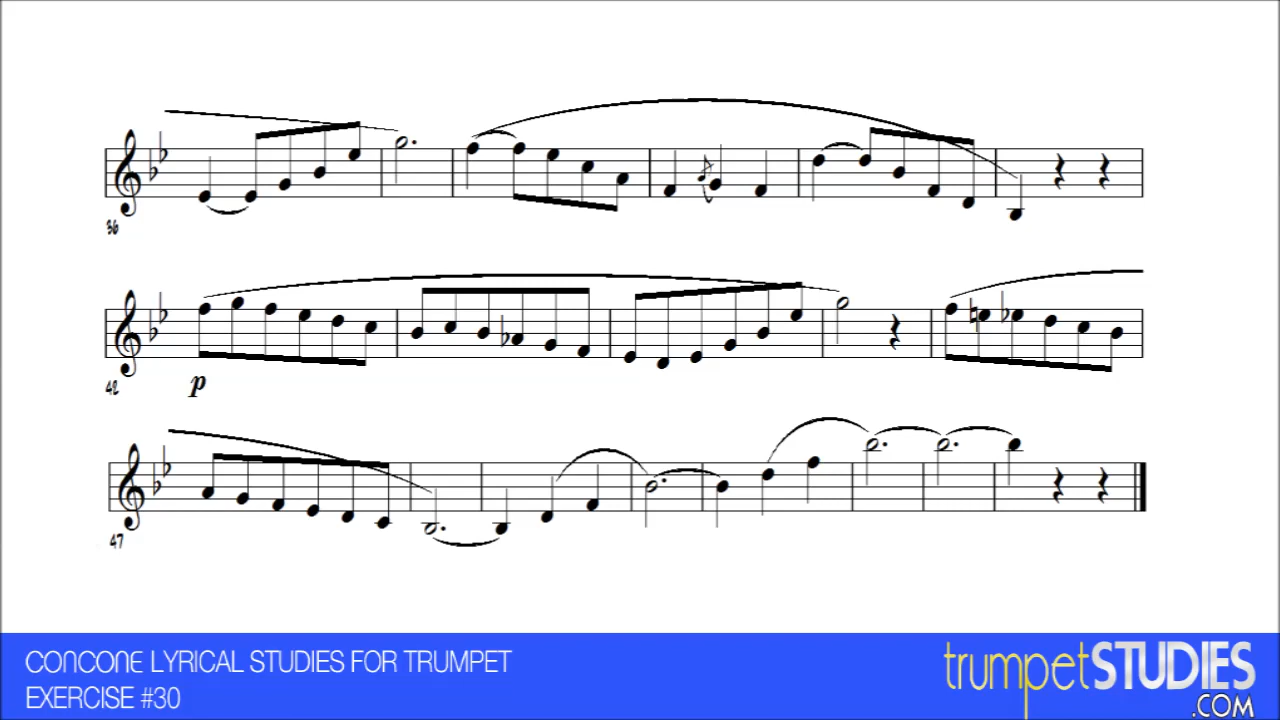 36
42
p
47
CONCONE LYRICAL STUDIES FOR TRUMPET
EXERCISE #30
trumpetSTUDIES
.COM